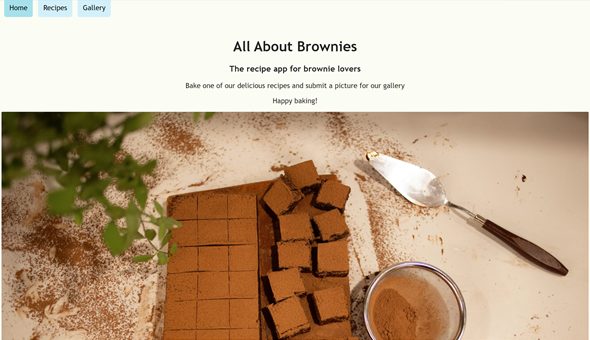 Home Recipes Gallery
All About Brownies
The recipe app for brownie lovers
Bake one of our delicious recipes and submit a picture for our gallery
Happy baking!